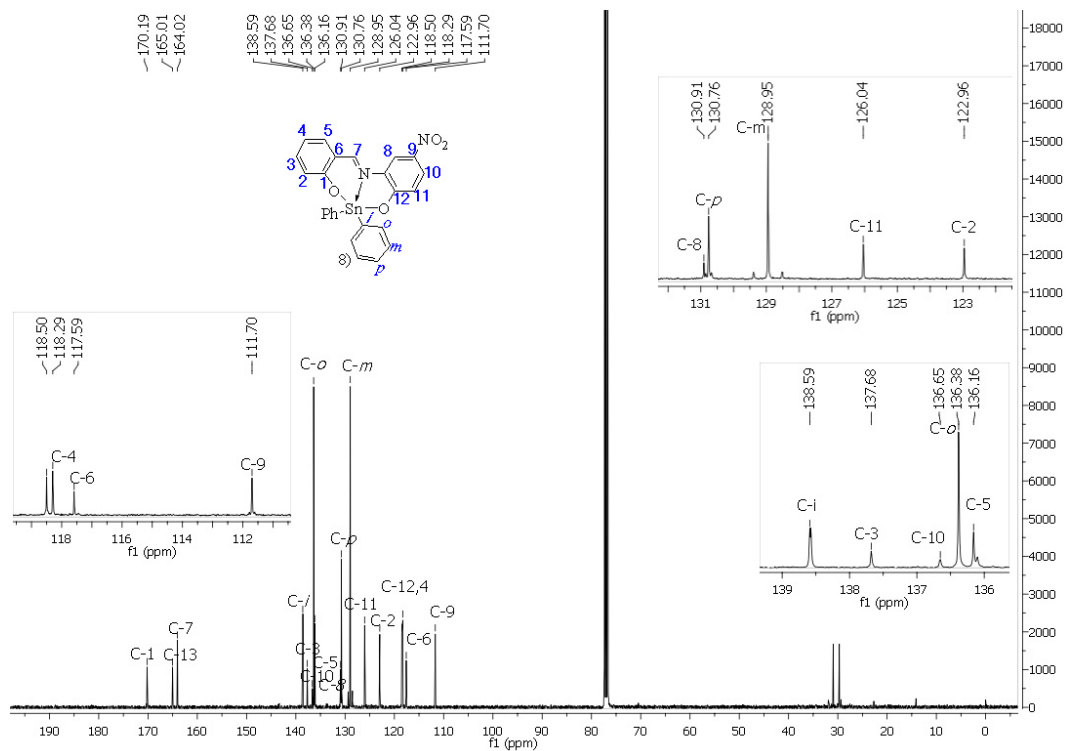 170.19
165.01
164.02
138.59
137.68
136.65
136.38
136.16
130.91
130.76
128.95
126.04
122.96
118.50
118.29
117.59
111.70
4
5
3
2
6
1
7
8
9
NO2
10
11
12
N
O
O
Ph
Sn
i
o
m
p
8)
130.91
130.76
128.95
126.04
122.96
C-m
C-p
C-8
C-11
C-2
131
129
127
125
123
f1 (ppm)
118.50
118.29
117.59
111.70
C-4
C-6
C-9
118
116
114
112
f1 (ppm)
138.59
137.68
136.65
136.38
136.16
C-o
C-i
C-3
C-10
C-5
139
138
137
136
f1 (ppm)
C-o
C-m
C-p
C-i
C-11
C-12,4
C-3
C-2
C-9
C-7
C-1
C-13
C-5
C-6
C-10
C-8
190
180
170
160
150
140
130
120
110
100
90
80
70
60
50
40
30
20
10
0
f1 (ppm)
18000
17000
16000
15000
14000
13000
12000
11000
10000
9000
8000
7000
6000
5000
4000
3000
2000
1000
0